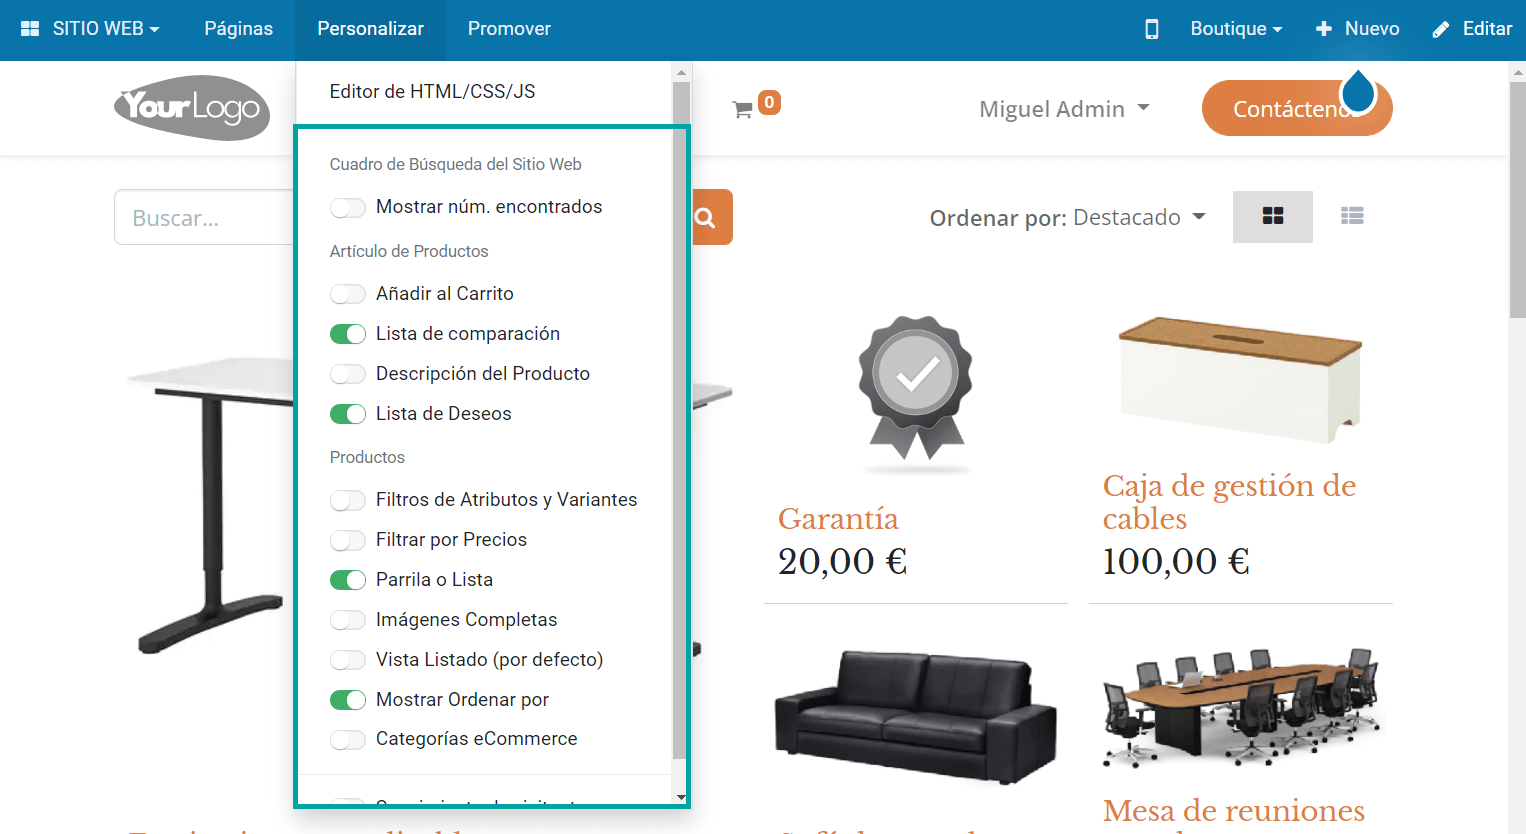 SITIO WEB
Páginas
Personalizar
Promover
Boutique
Nuevo
Editar
Editor de HTML/CSS/JS
YourLogo
0
Miguel Admin
Cuadro de Búsqueda del Sitio Web
Mostrar núm. encontrados
Artículo de Productos
Añadir al Carrito
Lista de comparación
Descripción del Producto
Lista de Deseos
Productos
Filtros de Atributos y Variantes
Filtrar por Precios
Parrila o Lista
Imágenes Completas
Vista Listado (por defecto)
Mostrar Ordenar por
Categorías eCommerce
Buscar...
Ordenar por: Destacado
Garantía
20,00 €
Caja de gestión de
cables
100,00 €
Mesa de reuniones